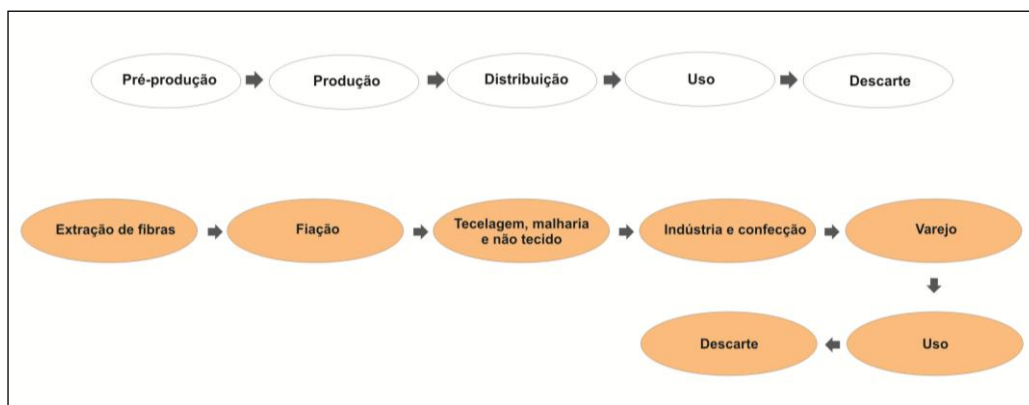 Pré-produção
Produção
Distribuição
Uso
Descarte
Extração de fibras
Fiação
Tecelagem, malharia
e não tecido
Indústria e confecção
Varejo
Descarte
Uso